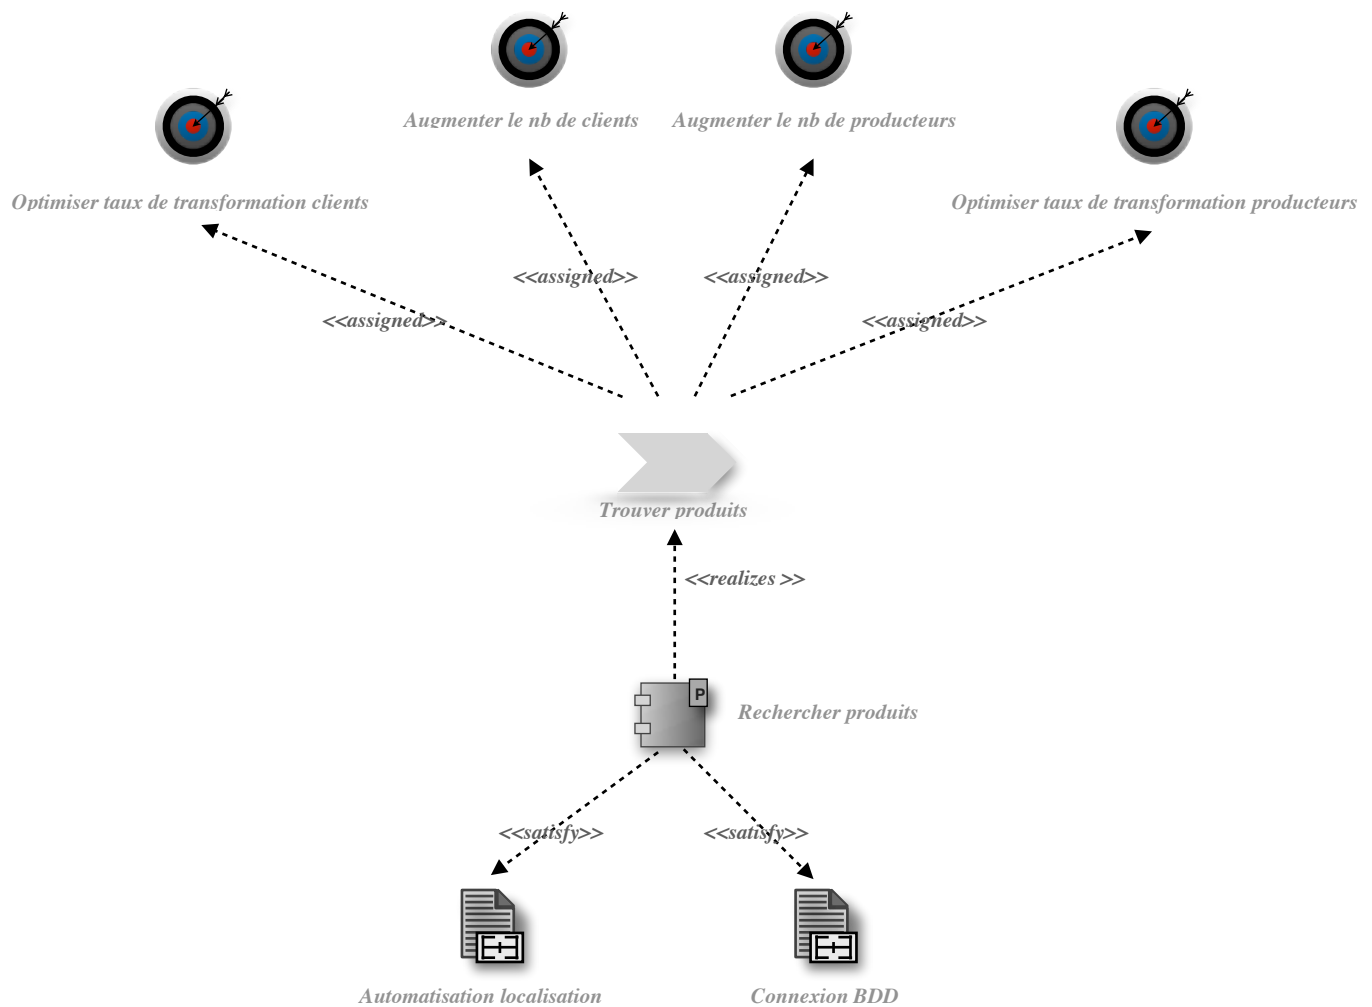 Augmenter le nb de clients
Augmenter le nb de producteurs
Optimiser taux de transformation clients
Optimiser taux de transformation producteurs
<<assigned>>
<<assigned>>
<<assigned>>
<<assigned>>
Trouver produits
<<realizes >>
P
Rechercher produits
<<satisfy>>
<<satisfy>>
Automatisation localisation
Connexion BDD